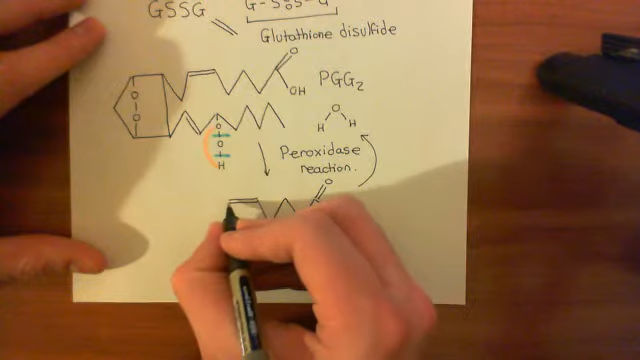 GSSG G-S-S-G
Glutathione disulfide
O
OH PGG2
O
O
O
H H
O
O
H
Peroxidase
reaction.
O